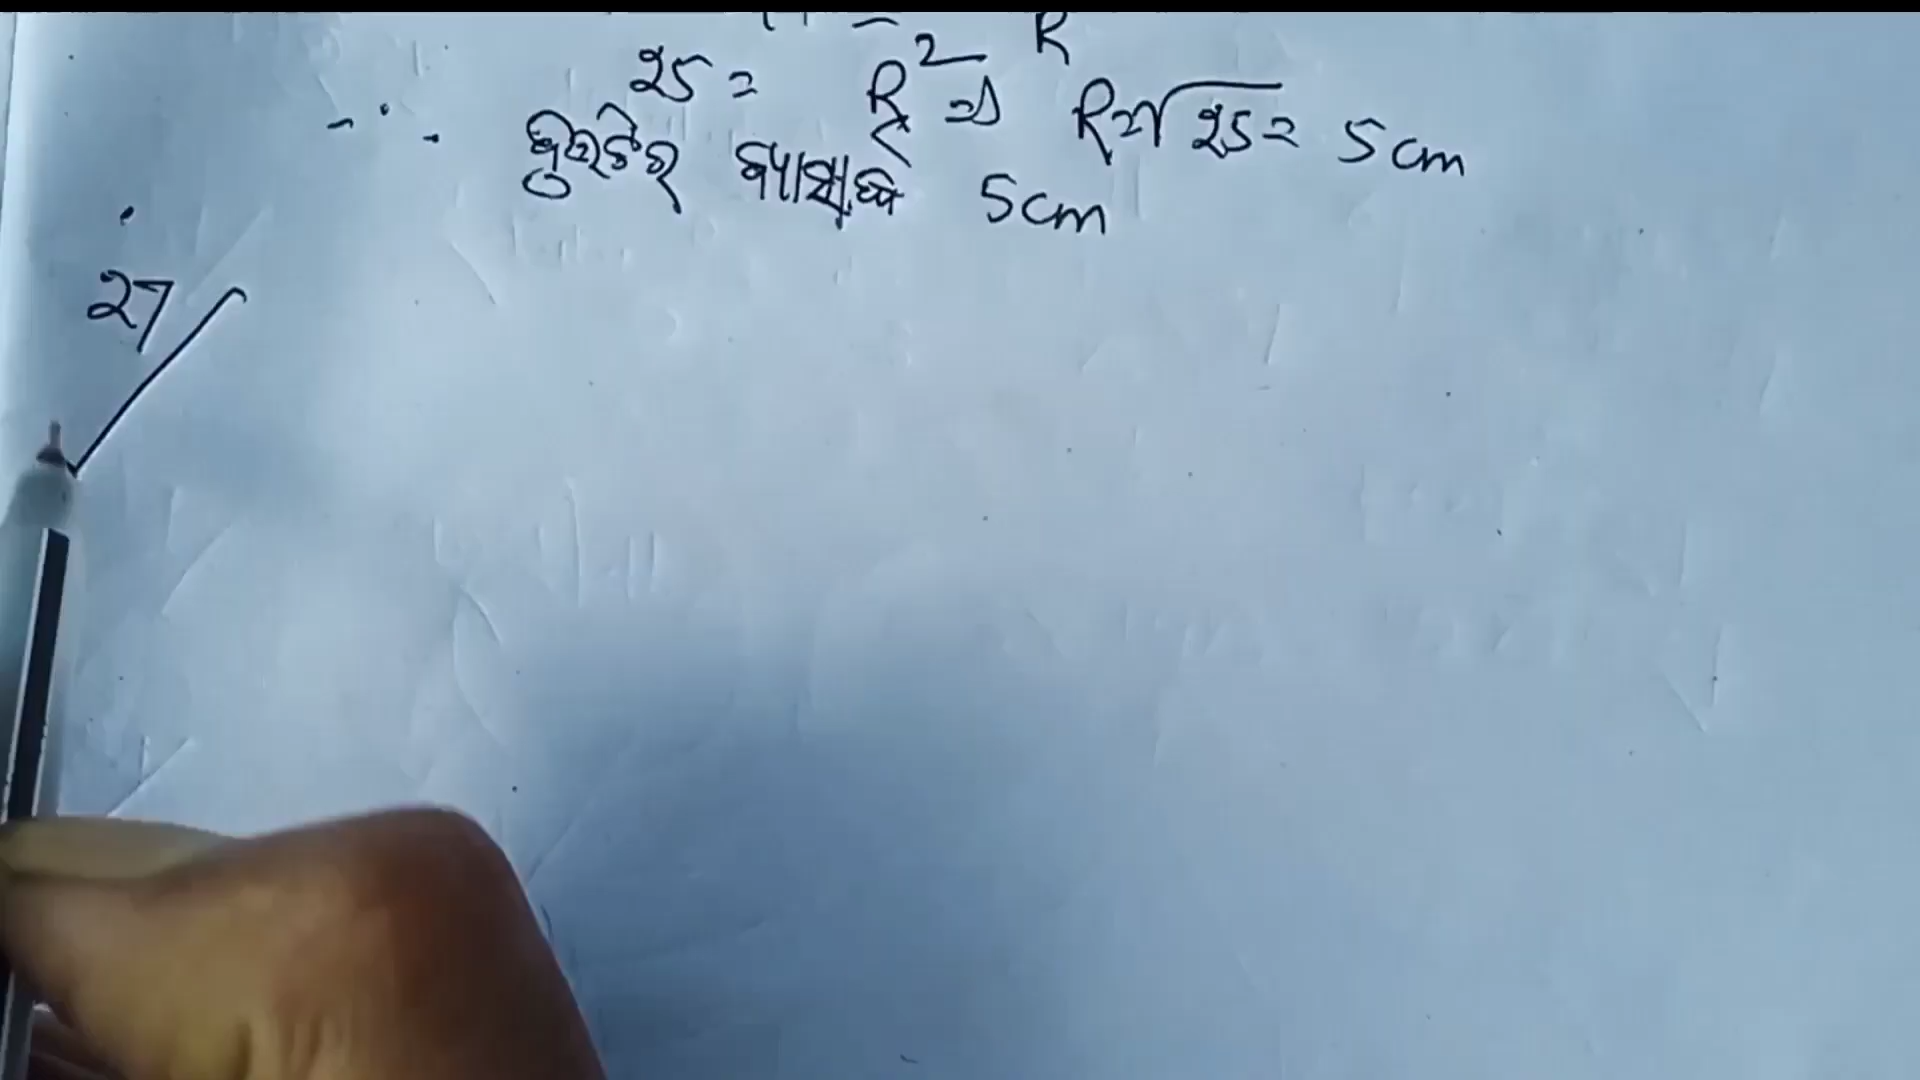 25 = R² ⇒ R = √25 = 5 cm
∴ ବୃତ୍ତଟିର ବ୍ୟାସାର୍ଦ୍ଧ 5 cm
27